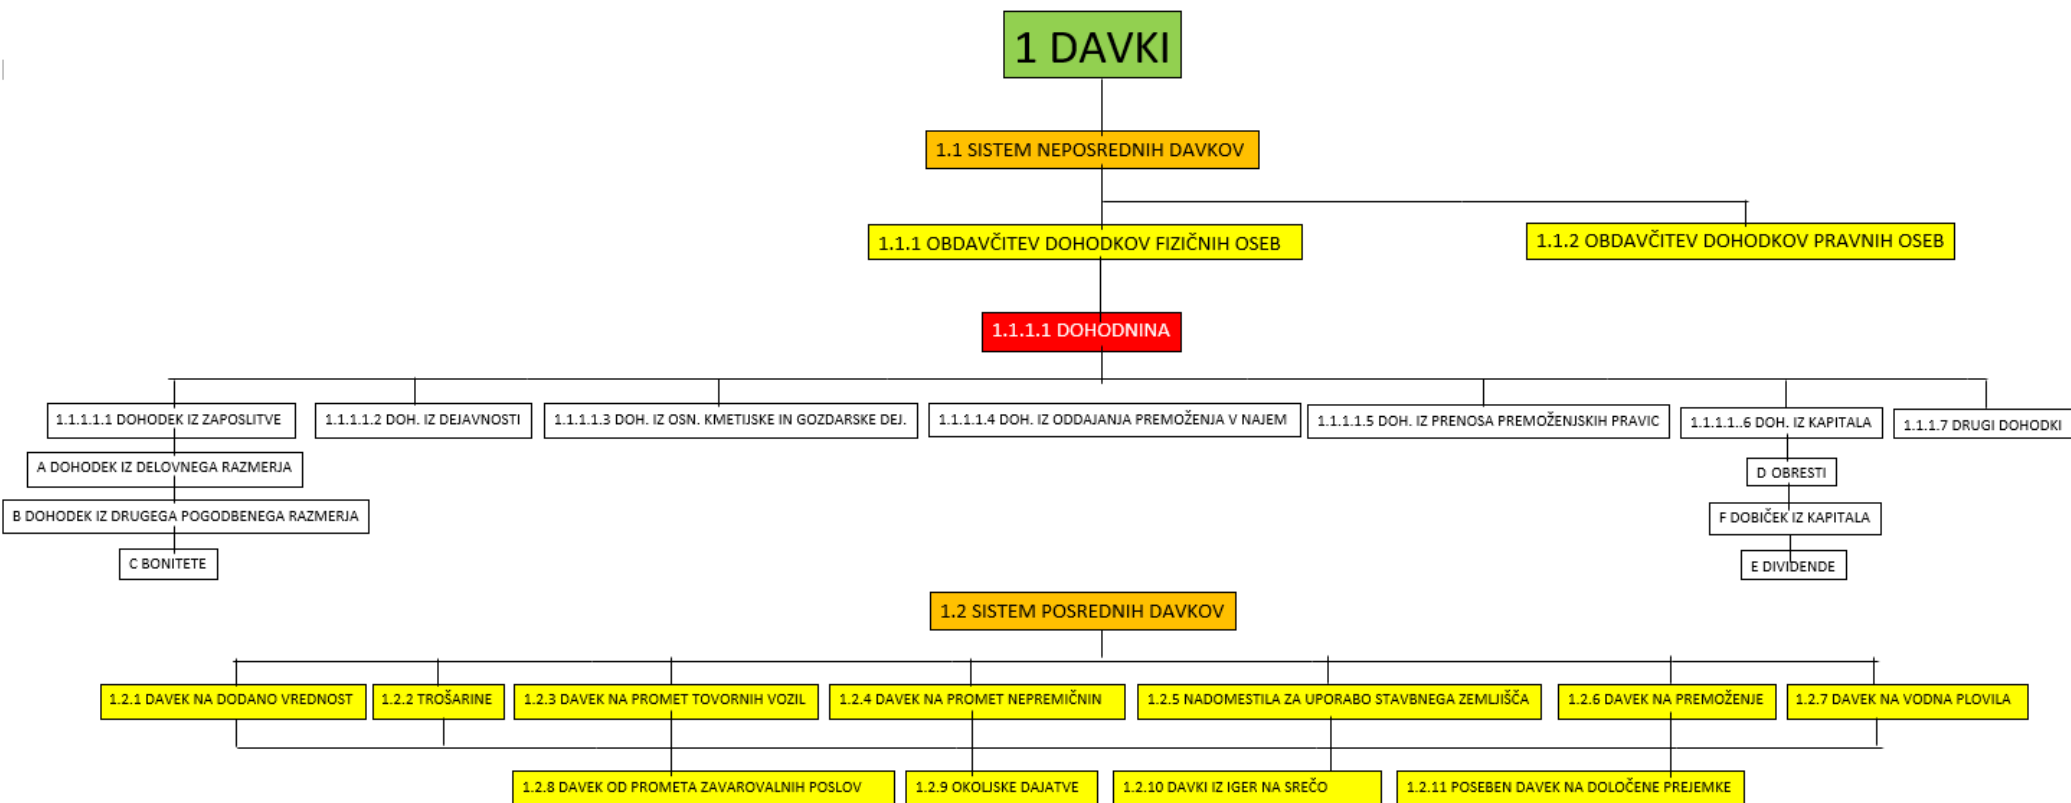 1 DAVKI
1.1 SISTEM NEPOSREDNIH DAVKOV
1.1.1 OBDAVČITEV DOHODKOV FIZIČNIH OSEB
1.1.2 OBDAVČITEV DOHODKOV PRAVNIH OSEB
1.1.1.1 DOHODNINA
1.1.1.1.1 DOHODEK IZ ZAPOSLITVE
1.1.1.1.2 DOH. IZ DEJAVNOSTI
1.1.1.1.3 DOH. IZ OSN. KMETIJSKE IN GOZDARSKE DEJ.
1.1.1.1.4 DOH. IZ ODDAJANJA PREMOŽENJA V NAJEM
1.1.1.1.5 DOH. IZ PRENOSA PREMOŽENJSKIH PRAVIC
1.1.1.1..6 DOH. IZ KAPITALA
1.1.1.7 DRUGI DOHODKI
A DOHODEK IZ DELOVNEGA RAZMERJA
B DOHODEK IZ DRUGEGA POGODBENEGA RAZMERJA
C BONITETE
D OBRESTI
F DOBIČEK IZ KAPITALA
E DIVIDENDE
1.2 SISTEM POSREDNIH DAVKOV
1.2.1 DAVEK NA DODANO VREDNOST
1.2.2 TROŠARINE
1.2.3 DAVEK NA PROMET TOVORNIH VOZIL
1.2.4 DAVEK NA PROMET NEPREMIČNIN
1.2.5 NADOMESTILA ZA UPORABO STAVBNEGA ZEMLJIŠČA
1.2.6 DAVEK NA PREMOŽENJE
1.2.7 DAVEK NA VODNA PLOVILA
1.2.8 DAVEK OD PROMETA ZAVAROVALNIH POSLOV
1.2.9 OKOLJSKE DAJATVE
1.2.10 DAVKI IZ IGER NA SREČO
1.2.11 POSEBEN DAVEK NA DOLOČENE PREJEMKE